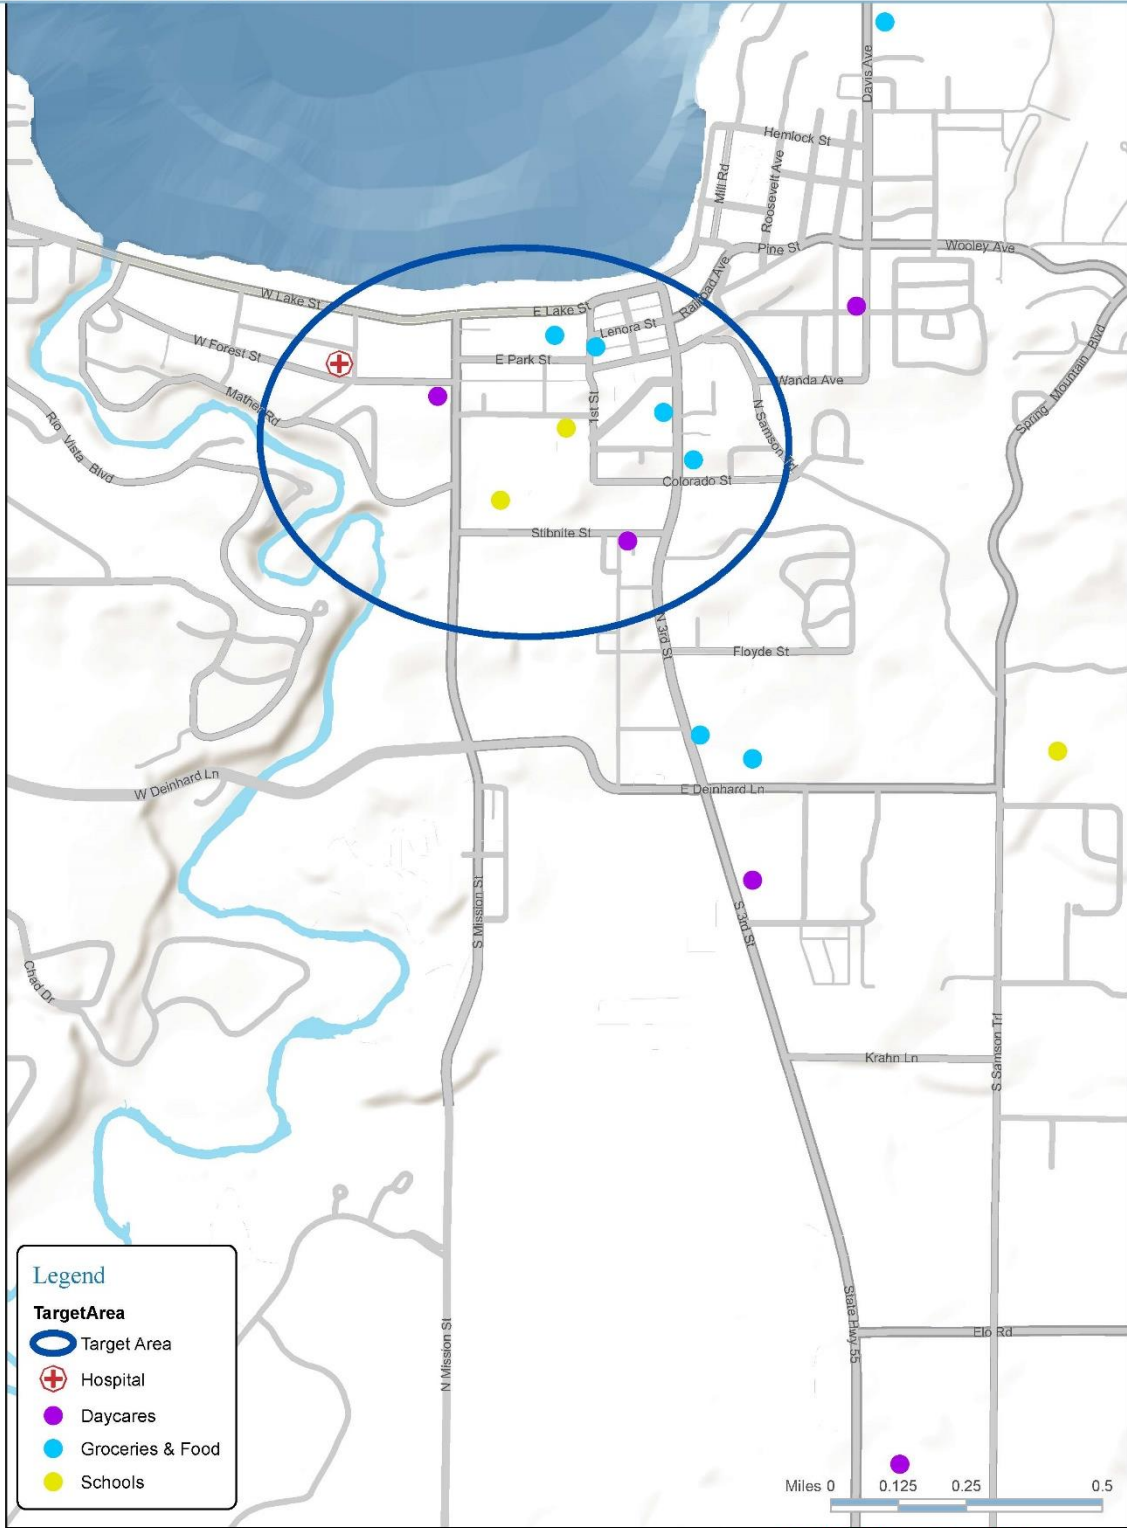 Davis Ave
Hemlock St
Mill Rd
Roosevelt Ave
Pine St
Wooley Ave
Railroad Ave
W Lake St
E Lake St
Lenora St
W Forest St
E Park St
Wanda Ave
Spring Mountain Blvd
Mather Rd
1st St
N Samson Trl
Rio Vista Blvd
Colorado St
Stibnite St
N 3rd St
Floyde St
W Deinhard Ln
E Deinhard Ln
S Mission St
S 3rd St
Chad Dr
Krahn Ln
S Samson Trl
State Hwy 55
Elo Rd
N Mission St
Legend
TargetArea
Target Area
Hospital
Daycares
Groceries & Food
Schools
Miles 0 0.125 0.25 0.5